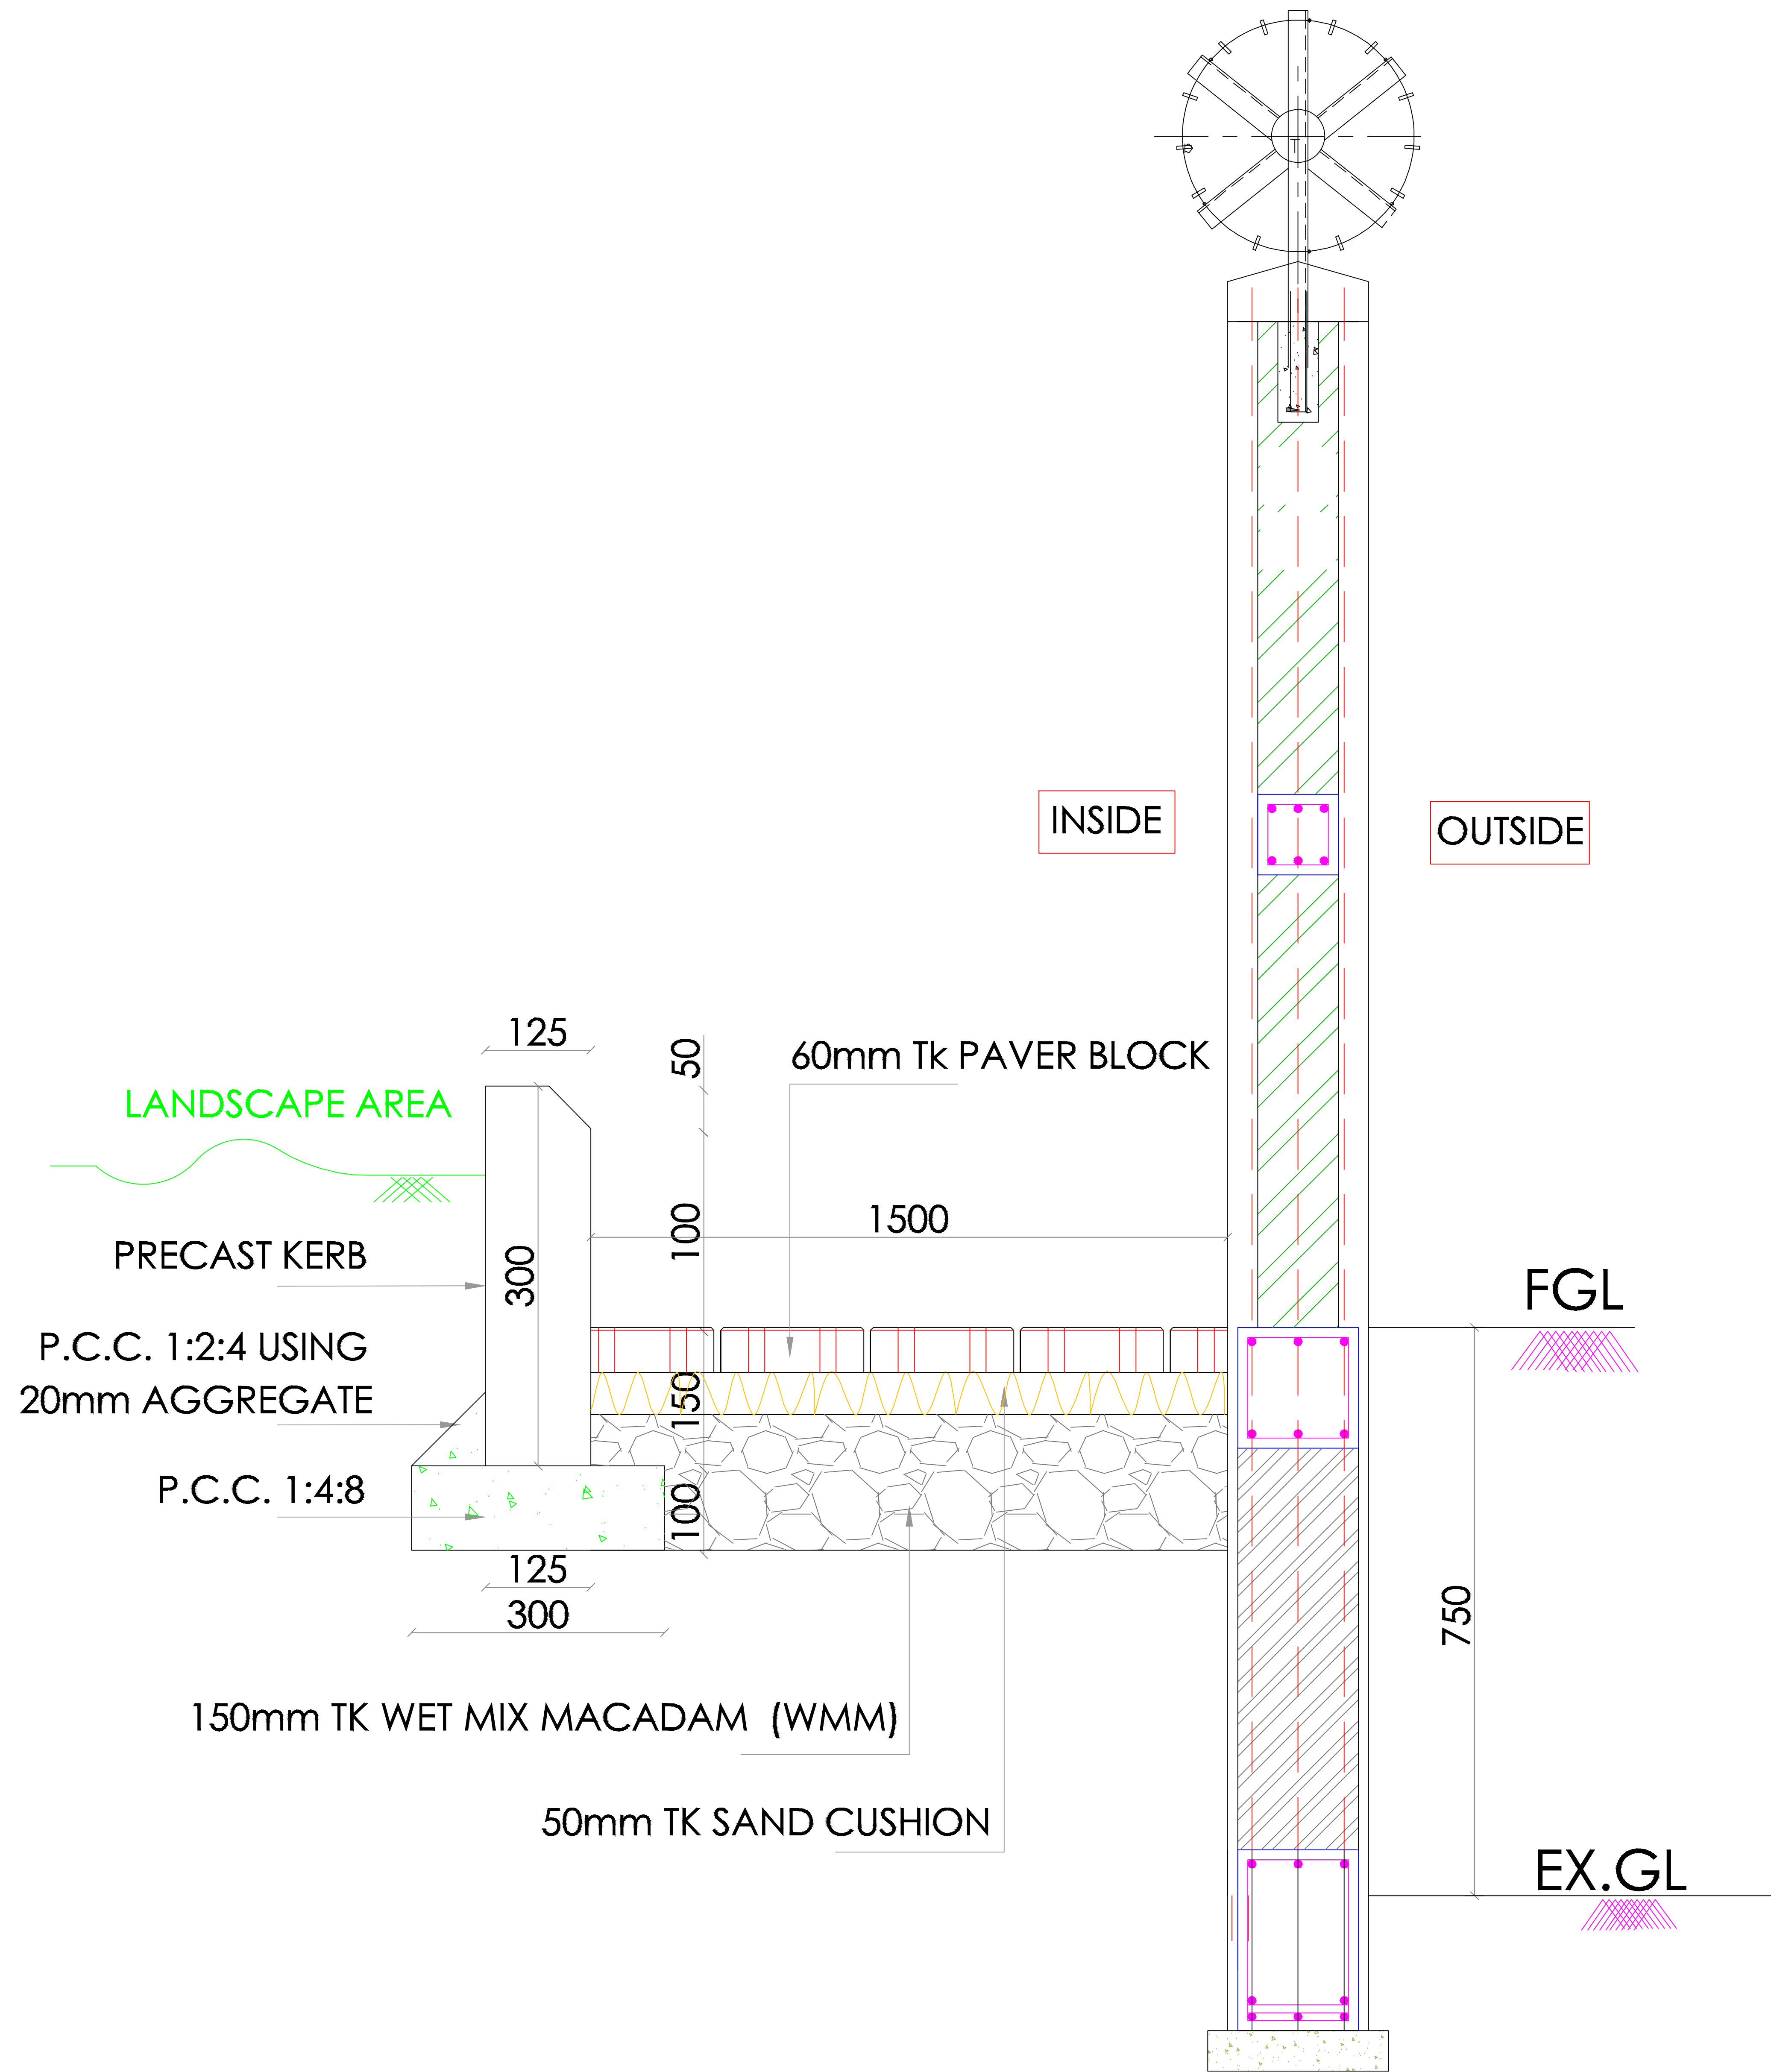 INSIDE
OUTSIDE
125
50
60mm Tk PAVER BLOCK
LANDSCAPE AREA
100
1500
PRECAST KERB
300
FGL
P.C.C. 1:2:4 USING
20mm AGGREGATE
150
P.C.C. 1:4:8
100
125
300
750
150mm TK WET MIX MACADAM (WMM)
50mm TK SAND CUSHION
EX.GL